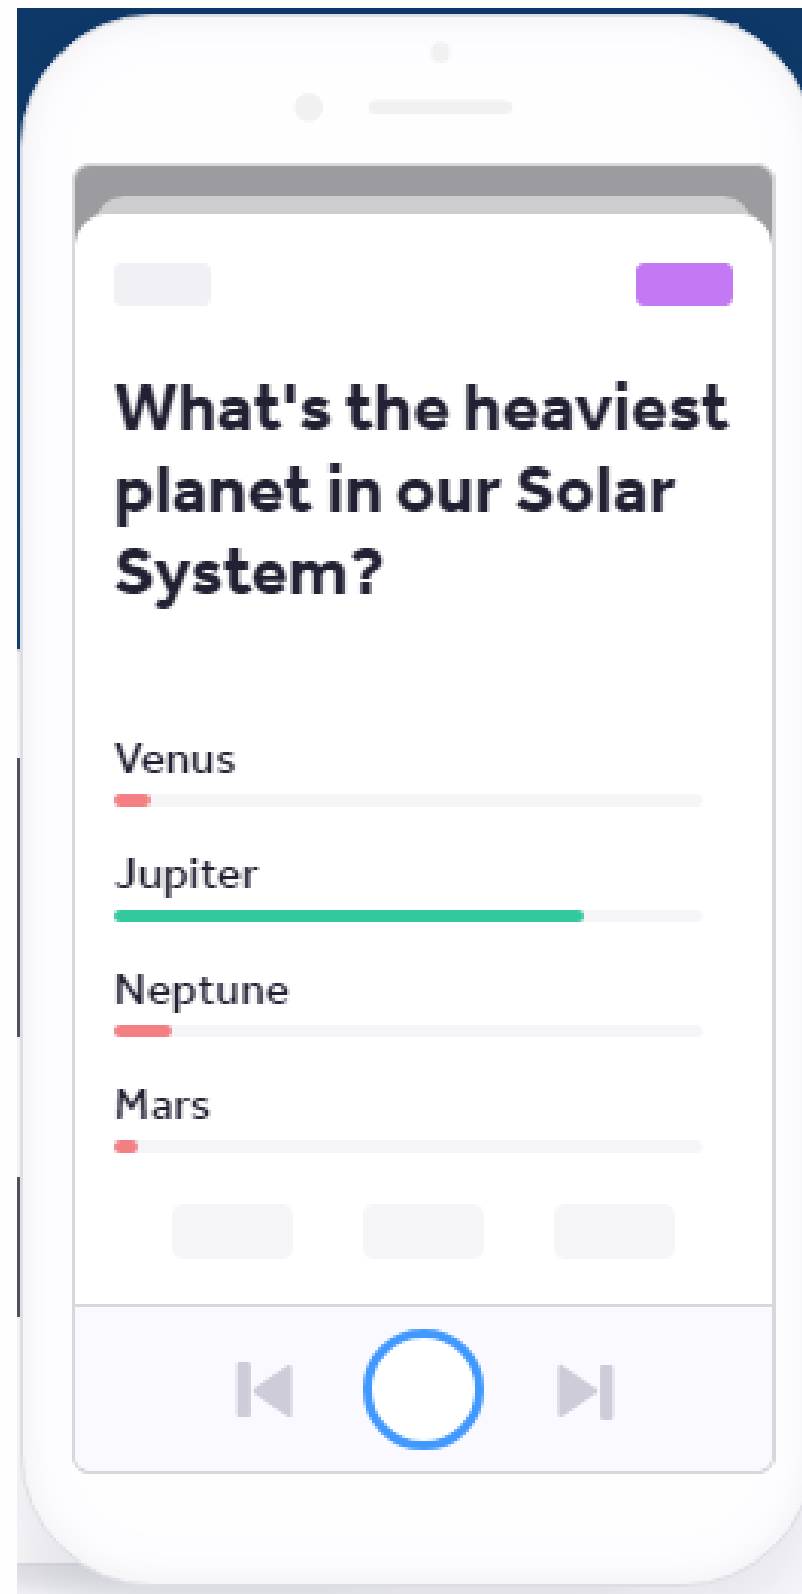 What's the heaviest
planet in our Solar
System?
Venus
Jupiter
Neptune
Mars